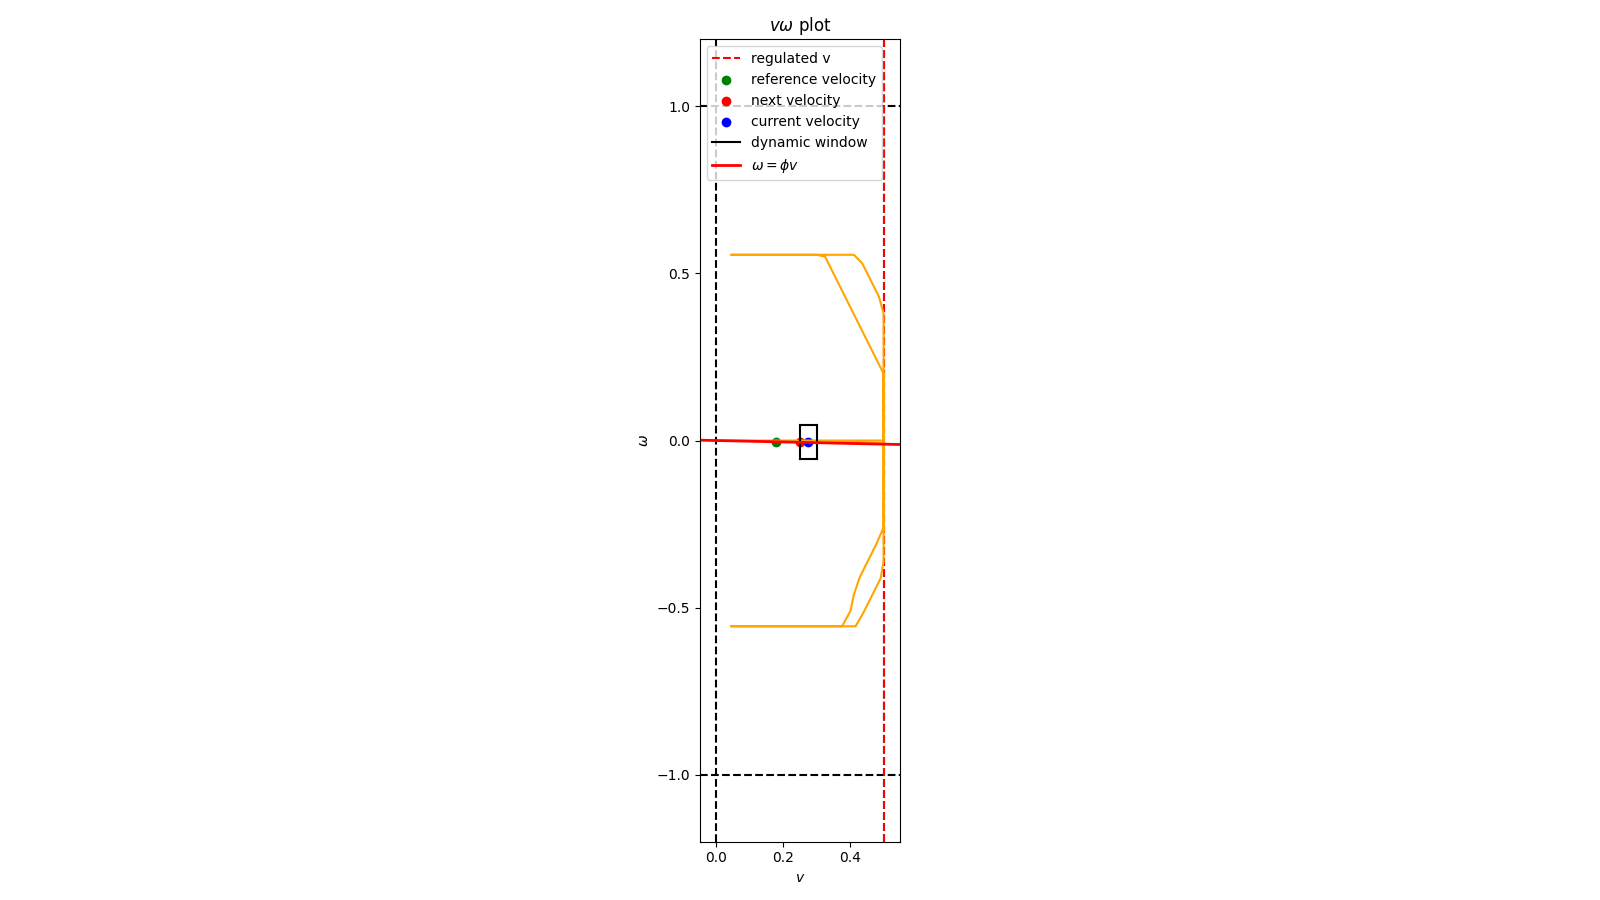 vω plot
regulated v
reference velocity
next velocity
current velocity
dynamic window
ω = ϕv
1.0
0.5
0.0
−0.5
−1.0
ω
0.0 0.2 0.4
v